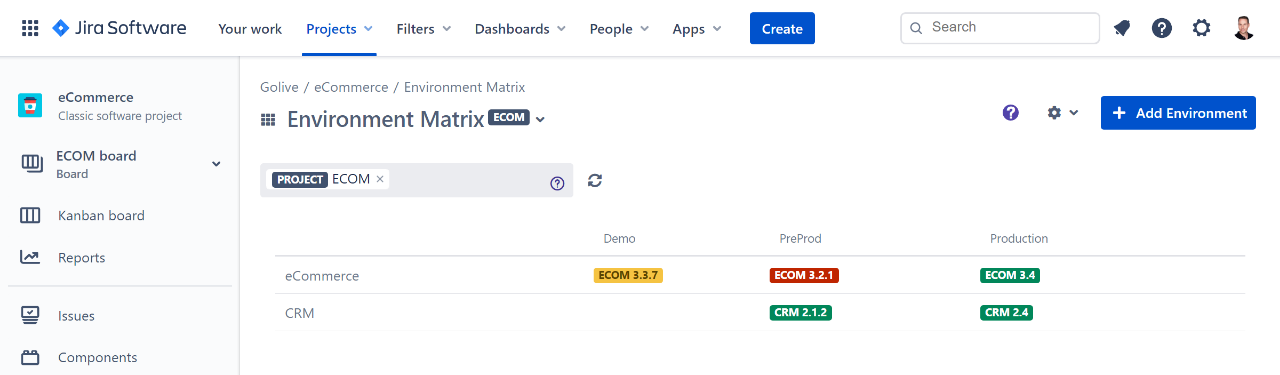 Jira Software Your work Projects Filters Dashboards People Apps Create Search
eCommerce
Classic software project
ECOM board
Board
Kanban board
Reports
Issues
Components
Golive / eCommerce / Environment Matrix
Environment Matrix ECOM
Add Environment
PROJECT ECOM ×
Demo PreProd Production
eCommerce ECOM 3.3.7 ECOM 3.2.1 ECOM 3.4
CRM CRM 2.1.2 CRM 2.4